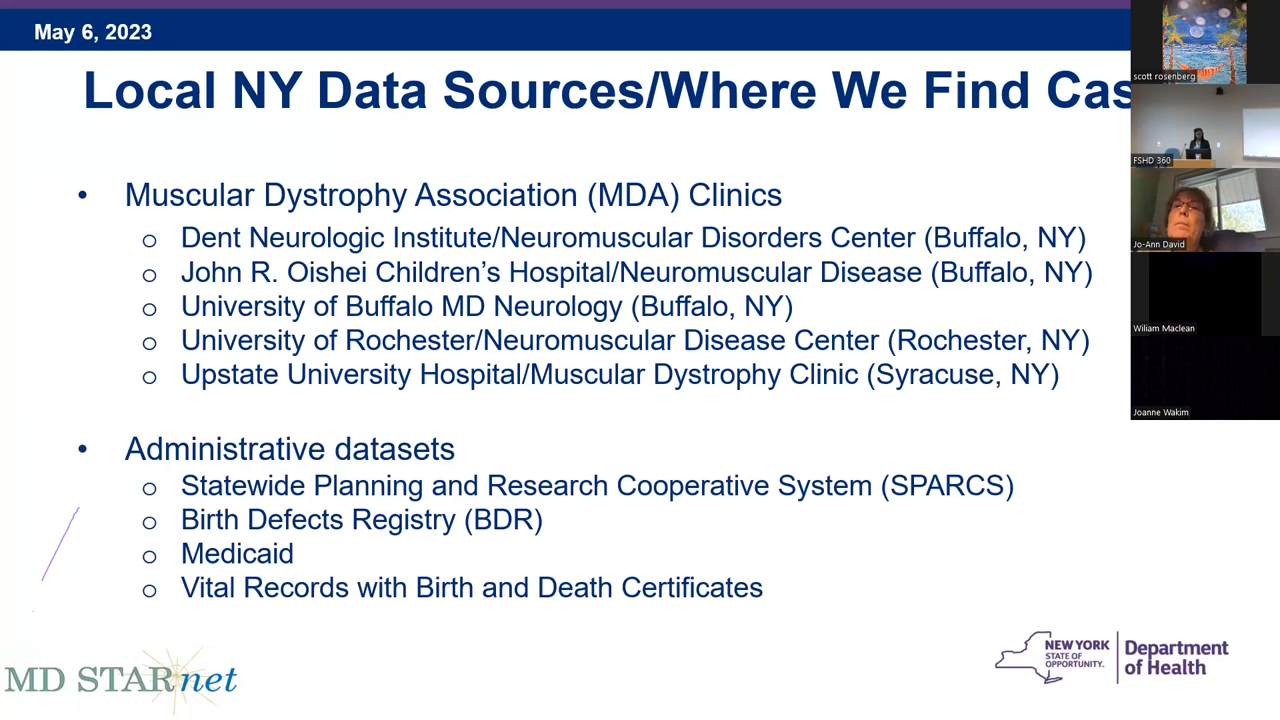 May 6, 2023
Local NY Data Sources/Where We Find Cas
• Muscular Dystrophy Association (MDA) Clinics
o Dent Neurologic Institute/Neuromuscular Disorders Center (Buffalo, NY)
o John R. Oishei Children’s Hospital/Neuromuscular Disease (Buffalo, NY)
o University of Buffalo MD Neurology (Buffalo, NY)
o University of Rochester/Neuromuscular Disease Center (Rochester, NY)
o Upstate University Hospital/Muscular Dystrophy Clinic (Syracuse, NY)
• Administrative datasets
o Statewide Planning and Research Cooperative System (SPARCS)
o Birth Defects Registry (BDR)
o Medicaid
o Vital Records with Birth and Death Certificates
MD STARnet
NEW YORK
STATE OF
OPPORTUNITY.
Department
of Health
scott rosenberg
FSHD 360
Jo-Ann David
Wiliam Maclean
Joanne Wakim